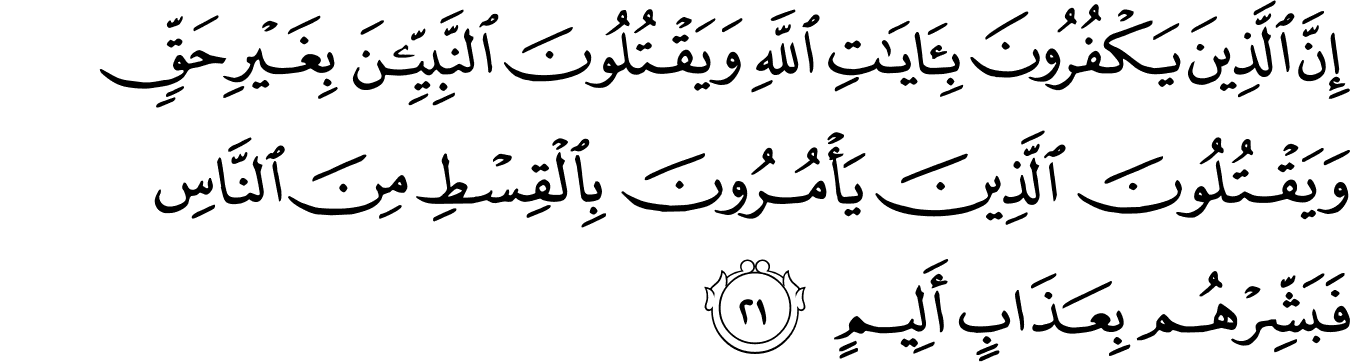 إِنَّ ٱلَّذِينَ يَكْفُرُونَ بِـَٔايَـٰتِ ٱللَّهِ وَيَقْتُلُونَ ٱلنَّبِيِّـۧنَ بِغَيْرِ حَقٍّ
وَيَقْتُلُونَ ٱلَّذِينَ يَأْمُرُونَ بِٱلْقِسْطِ مِنَ ٱلنَّاسِ
فَبَشِّرْهُم بِعَذَابٍ أَلِيمٍ ٢١